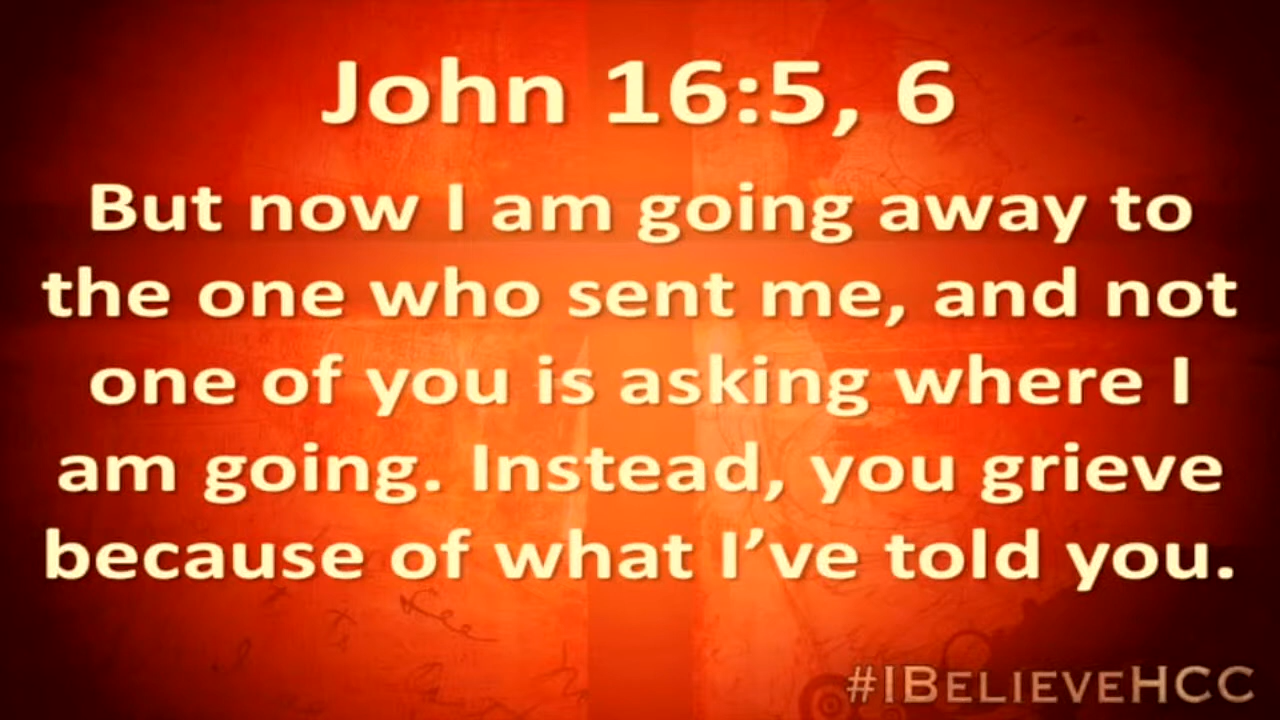 John 16:5, 6
But now I am going away to
the one who sent me, and not
one of you is asking where I
am going. Instead, you grieve
because of what I’ve told you.
#IBelieveHCC